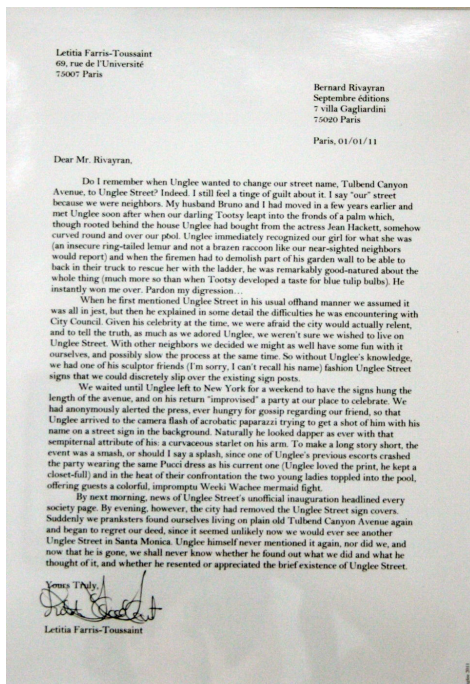 Letitia Farris-Toussaint
69, rue de l'Université
75007 Paris
Bernard Rivayran
Septembre éditions
7 villa Gagliardini
75020 Paris
Paris, 01/01/11
Dear Mr. Rivayran,
Do I remember when Unglee wanted to change our street name, Tulbend Canyon
Avenue, to Unglee Street? Indeed. I still feel a tinge of guilt about it. I say "our" street
because we were neighbors. My husband Bruno and I had moved in a few years earlier and
met Unglee soon after when our darling Tootsy leapt into the fronds of a palm which,
though rooted behind the house Unglee had bought from the actress Jean Hackett, somehow
curved round and over our pool. Unglee immediately recognized our girl for what she was
(an insecure ring-tailed lemur and not a brazen raccoon like our near-sighted neighbors
would report) and when the firemen had to demolish part of his garden wall to be able to
back in their truck to rescue her with the ladder, he was remarkably good-natured about the
whole thing (much more so than when Tootsy developed a taste for blue tulip bulbs). He
instantly won me over. Pardon my digression...
When he first mentioned Unglee Street in his usual offhand manner we assumed it
was all in jest, but then he explained in some detail the difficulties he was encountering with
City Council. Given his celebrity at the time, we were afraid the city would actually relent,
and to tell the truth, as much as we adored Unglee, we weren't sure we wished to live on
Unglee Street. With other neighbors we decided we might as well have some fun with it
ourselves, and possibly slow the process at the same time. So without Unglee's knowledge,
we had one of his sculptor friends (I'm sorry, I can't recall his name) fashion Unglee Street
signs that we could discretely slip over the existing sign posts.
We waited until Unglee left to New York for a weekend to have the signs hung the
length of the avenue, and on his return "improvised" a party at our place to celebrate. We
had anonymously alerted the press, ever hungry for gossip regarding our friend, so that
Unglee arrived to the camera flash of acrobatic paparazzi trying to get a shot of him with his
name on a street sign in the background. Naturally he looked dapper as ever with that
sempiternal attribute of his: a curvaceous starlet on his arm. To make a long story short, the
event was a smash, or should I say a splash, since one of Unglee's previous escorts crashed
the party wearing the same Pucci dress as his current one (Unglee loved the print, he kept a
closet-full) and in the heat of their confrontation the two young ladies toppled into the pool,
offering guests a colorful, impromptu Weeki Wachee mermaid fight.
By next morning, news of Unglee Street's unofficial inauguration headlined every
society page. By evening, however, the city had removed the Unglee Street sign covers.
Suddenly we pranksters found ourselves living on plain old Tulbend Canyon Avenue again
and began to regret our deed, since it seemed unlikely now we would ever see another
Unglee Street in Santa Monica. Unglee himself never mentioned it again, nor did we, and
now that he is gone, we shall never know whether he found out what we did and what he
thought of it, and whether he resented or appreciated the brief existence of Unglee Street.
Yours Truly,
Letitia Farris-Toussaint